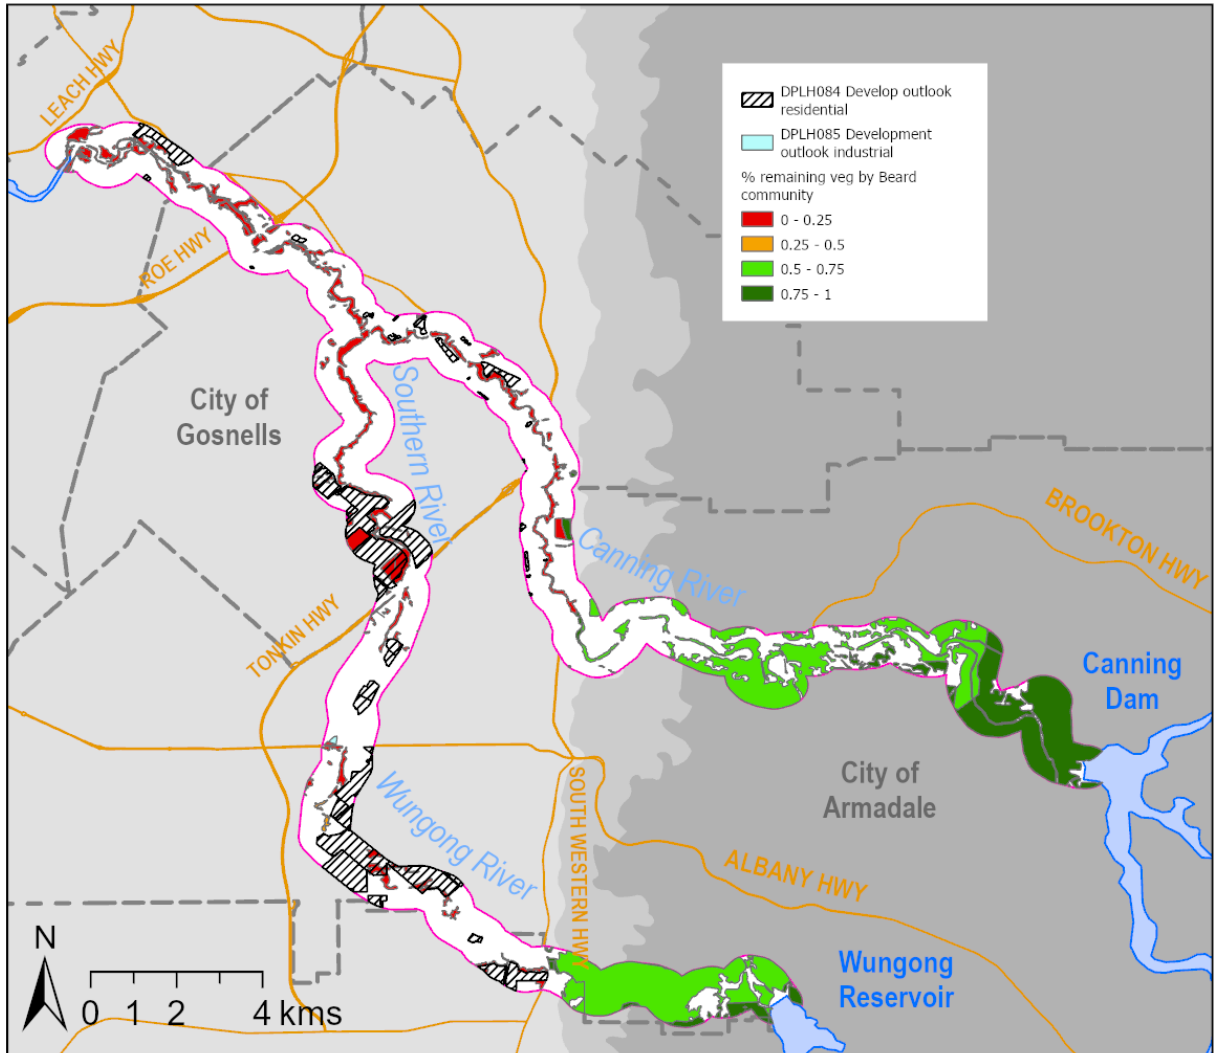 LEACH HWY
DPLH084 Develop outlook
residential
DPLH085 Development
outlook industrial
% remaining veg by Beard
community
0 - 0.25
0.25 - 0.5
0.5 - 0.75
0.75 - 1
ROE HWY
City of
Gosnells
Southern River
Canning River
BROOKTON HWY
TONKIN HWY
Canning
Dam
City of
Armadale
SOUTH WESTERN HWY
Wungong River
ALBANY HWY
Wungong
Reservoir
N
0 1 2 4 kms